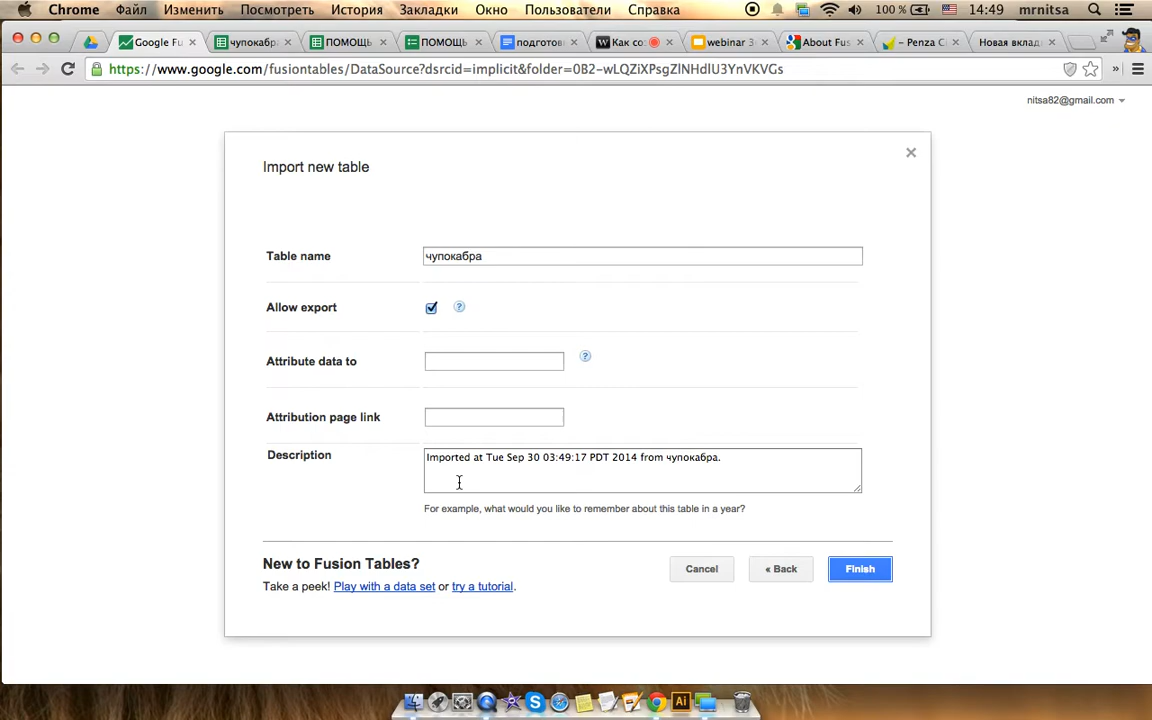 Chrome Файл Изменить Посмотреть История Закладки Окно Пользователи Справка 100 % 14:49 mrnitsa
Google Fu чупокабр ПОМОЩЬ ПОМОЩЬ подготов Как со webinar 3 About Fus – Penza C Новая вклад
https://www.google.com/fusiontables/DataSource?dsrcid=implicit&folder=0B2-wLQZiXPsgZlNHdlU3YnVKVGs
nitsa82@gmail.com
Import new table
Table name чупокабра
Allow export
Attribute data to
Attribution page link
Description Imported at Tue Sep 30 03:49:17 PDT 2014 from чупокабра.
For example, what would you like to remember about this table in a year?
New to Fusion Tables?
Take a peek! Play with a data set or try a tutorial.
Cancel « Back Finish